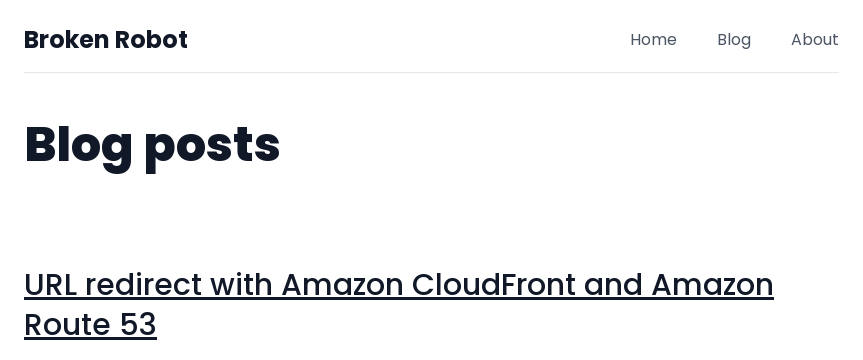 Broken Robot
Home Blog About
Blog posts
URL redirect with Amazon CloudFront and Amazon
Route 53